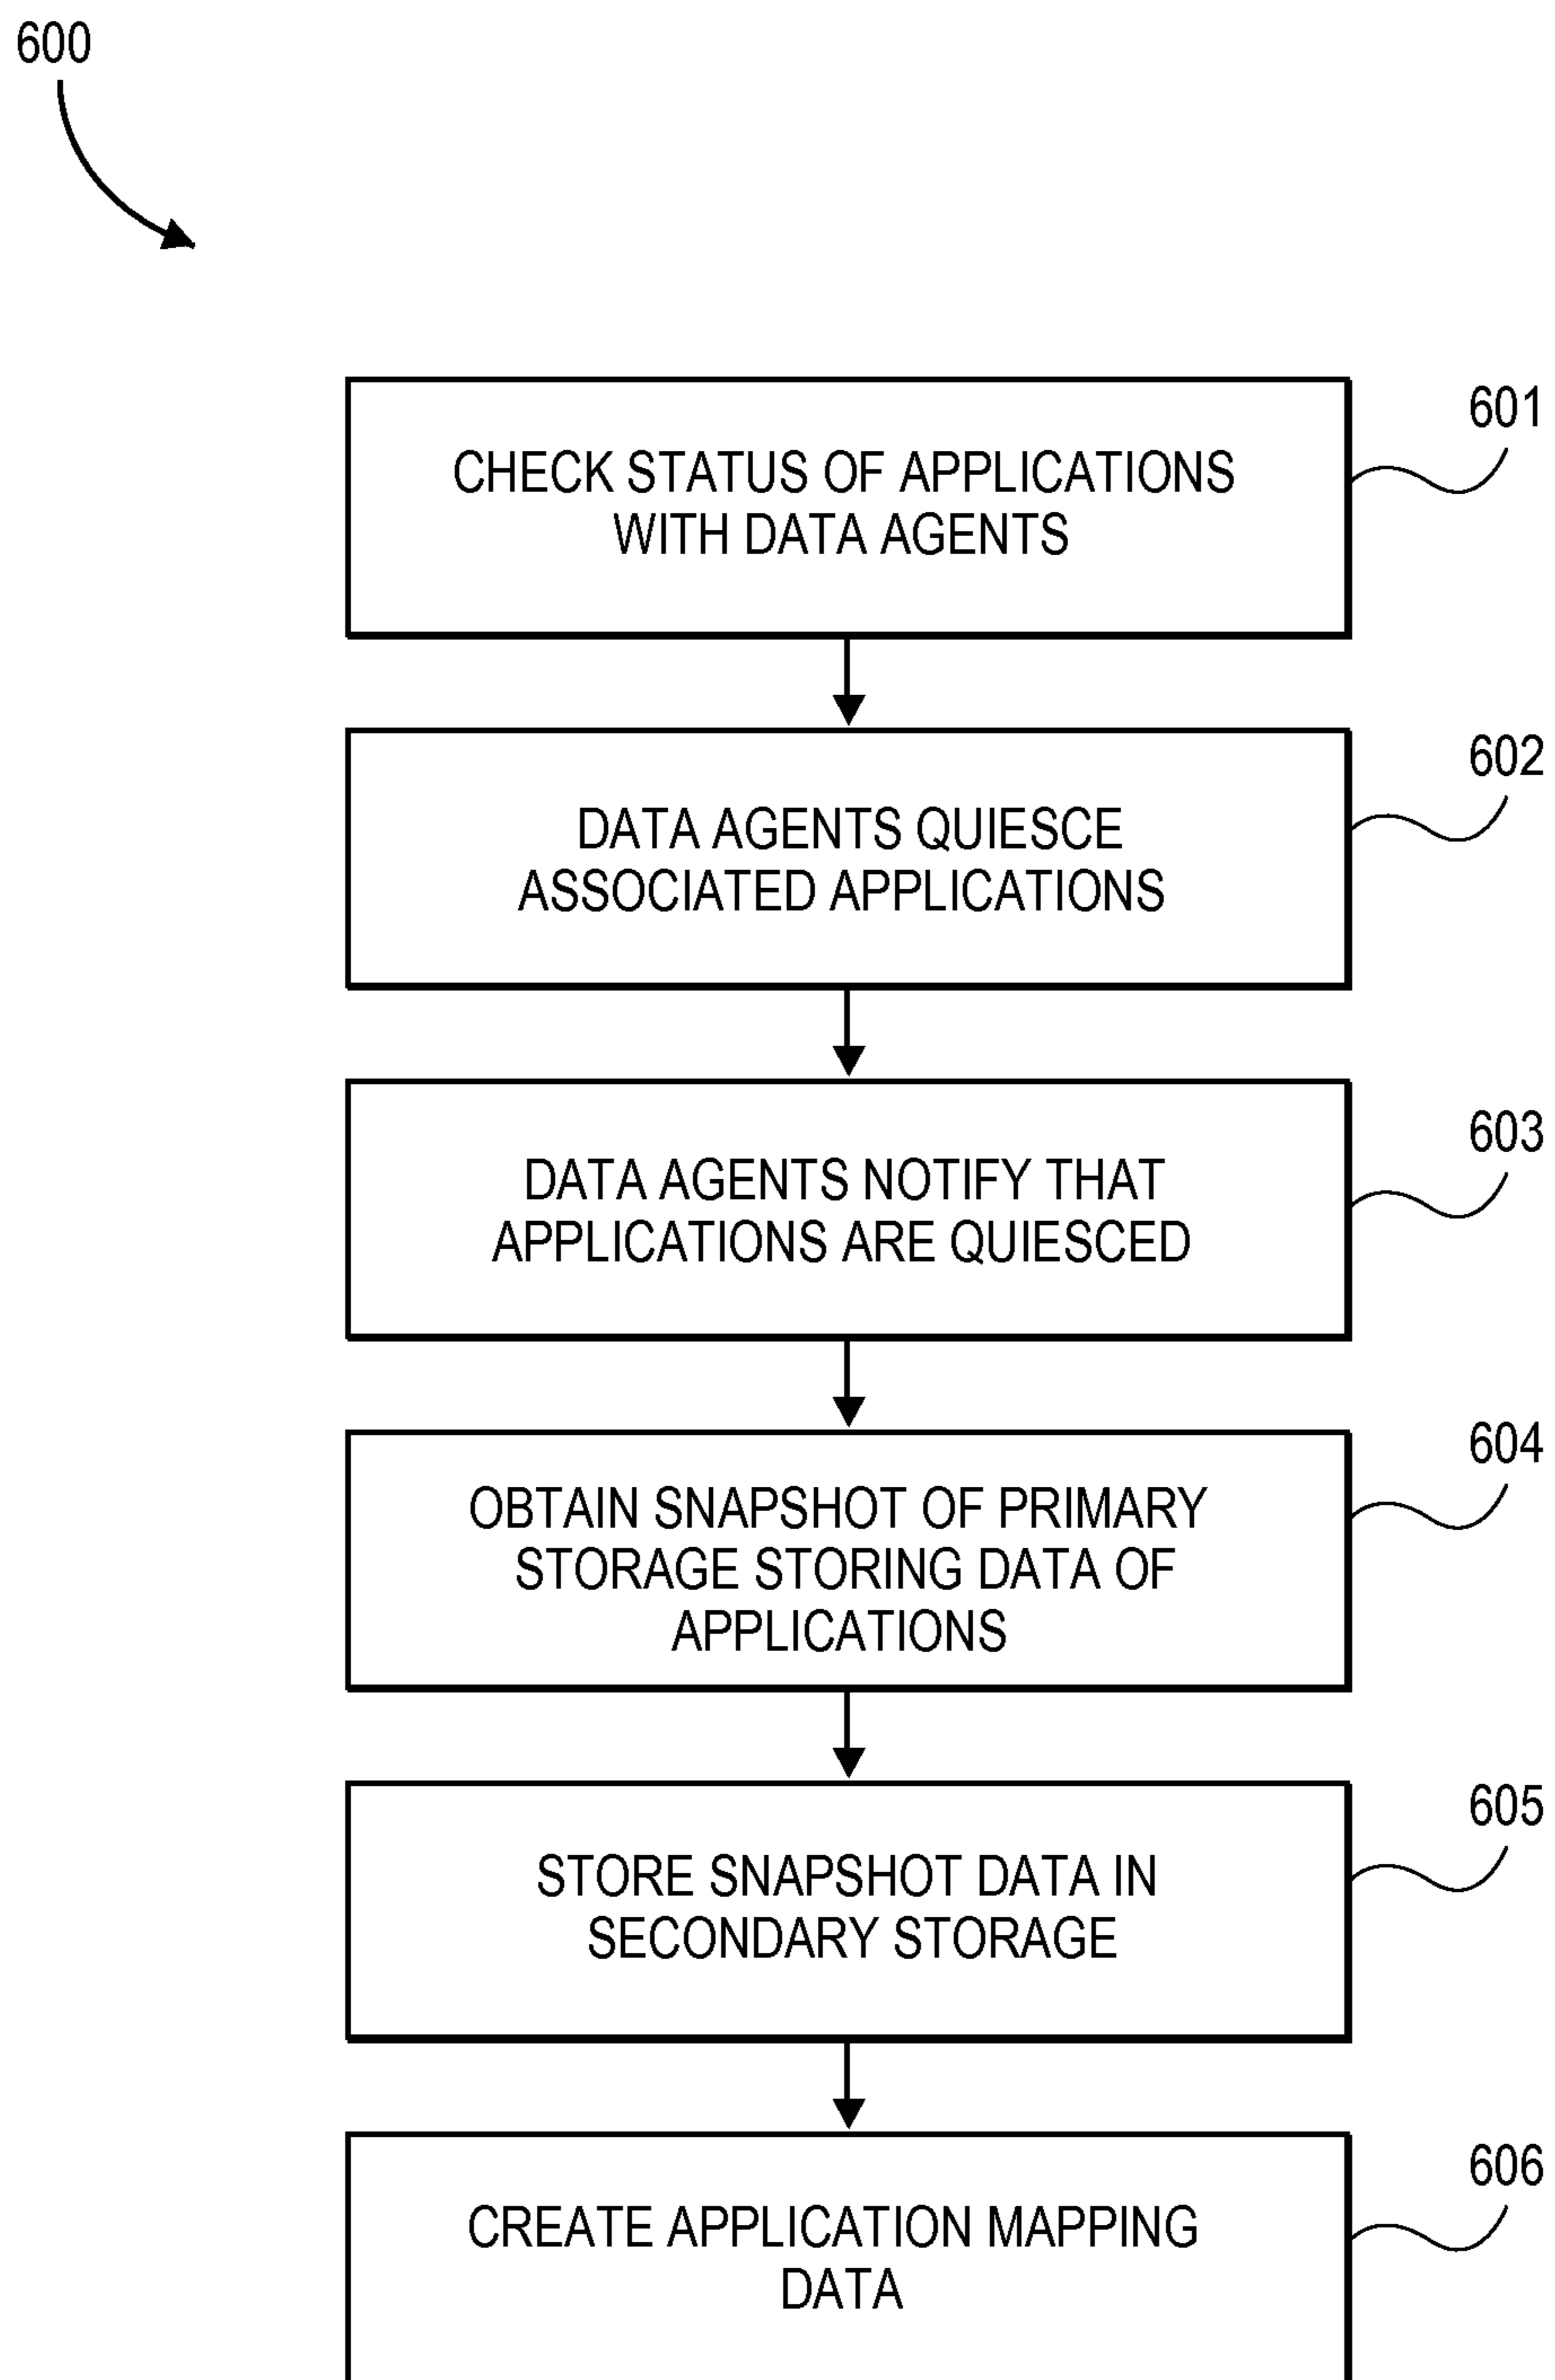 600
601
CHECK STATUS OF APPLICATIONS
WITH DATA AGENTS
602
DATA AGENTS QUIESCE
ASSOCIATED APPLICATIONS
603
DATA AGENTS NOTIFY THAT
APPLICATIONS ARE QUIESCED
604
OBTAIN SNAPSHOT OF PRIMARY
STORAGE STORING DATA OF
APPLICATIONS
605
STORE SNAPSHOT DATA IN
SECONDARY STORAGE
606
CREATE APPLICATION MAPPING
DATA